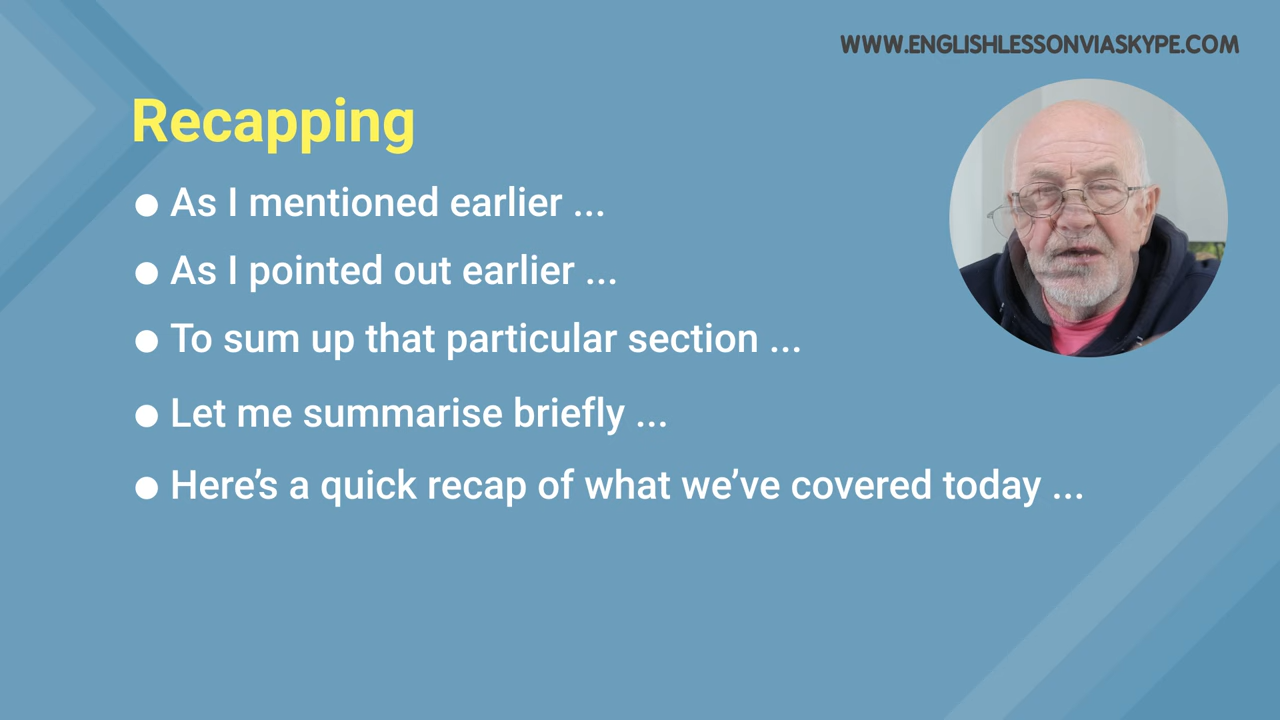 WWW.ENGLISHLESSONVIASKYPE.COM
Recapping
● As I mentioned earlier ...
● As I pointed out earlier ...
● To sum up that particular section ...
● Let me summarise briefly ...
● Here’s a quick recap of what we’ve covered today ...